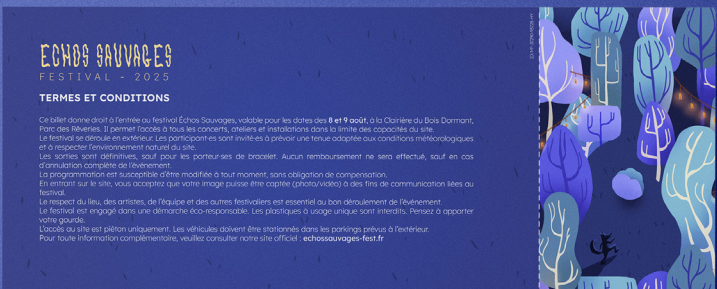 ECHOS SAUVAGES
FESTIVAL - 2025
TERMES ET CONDITIONS
Ce billet donne droit à l'entrée au festival Échos Sauvages, valable pour les dates des 8 et 9 août, à la Clairière du Bois Dormant,
Parc des Rêveries. Il permet l'accès à tous les concerts, ateliers et installations dans la limite des capacités du site.
Le festival se déroule en extérieur. Les participant·es sont invité·es à prévoir une tenue adaptée aux conditions météorologiques
et à respecter l'environnement naturel du site.
Les sorties sont définitives, sauf pour les porteur·ses de bracelet. Aucun remboursement ne sera effectué, sauf en cas
d'annulation complète de l'événement.
La programmation est susceptible d'être modifiée à tout moment, sans obligation de compensation.
En entrant sur le site, vous acceptez que votre image puisse être captée (photo/vidéo) à des fins de communication liées au
festival.
Le respect du lieu, des artistes, de l'équipe et des autres festivaliers est essentiel au bon déroulement de l'événement.
Le festival est engagé dans une démarche éco-responsable. Les plastiques à usage unique sont interdits. Pensez à apporter
votre gourde.
L'accès au site est piéton uniquement. Les véhicules doivent être stationnés dans les parkings prévus à l'extérieur.
Pour toute information complémentaire, veuillez consulter notre site officiel : echossauvages-fest.fr